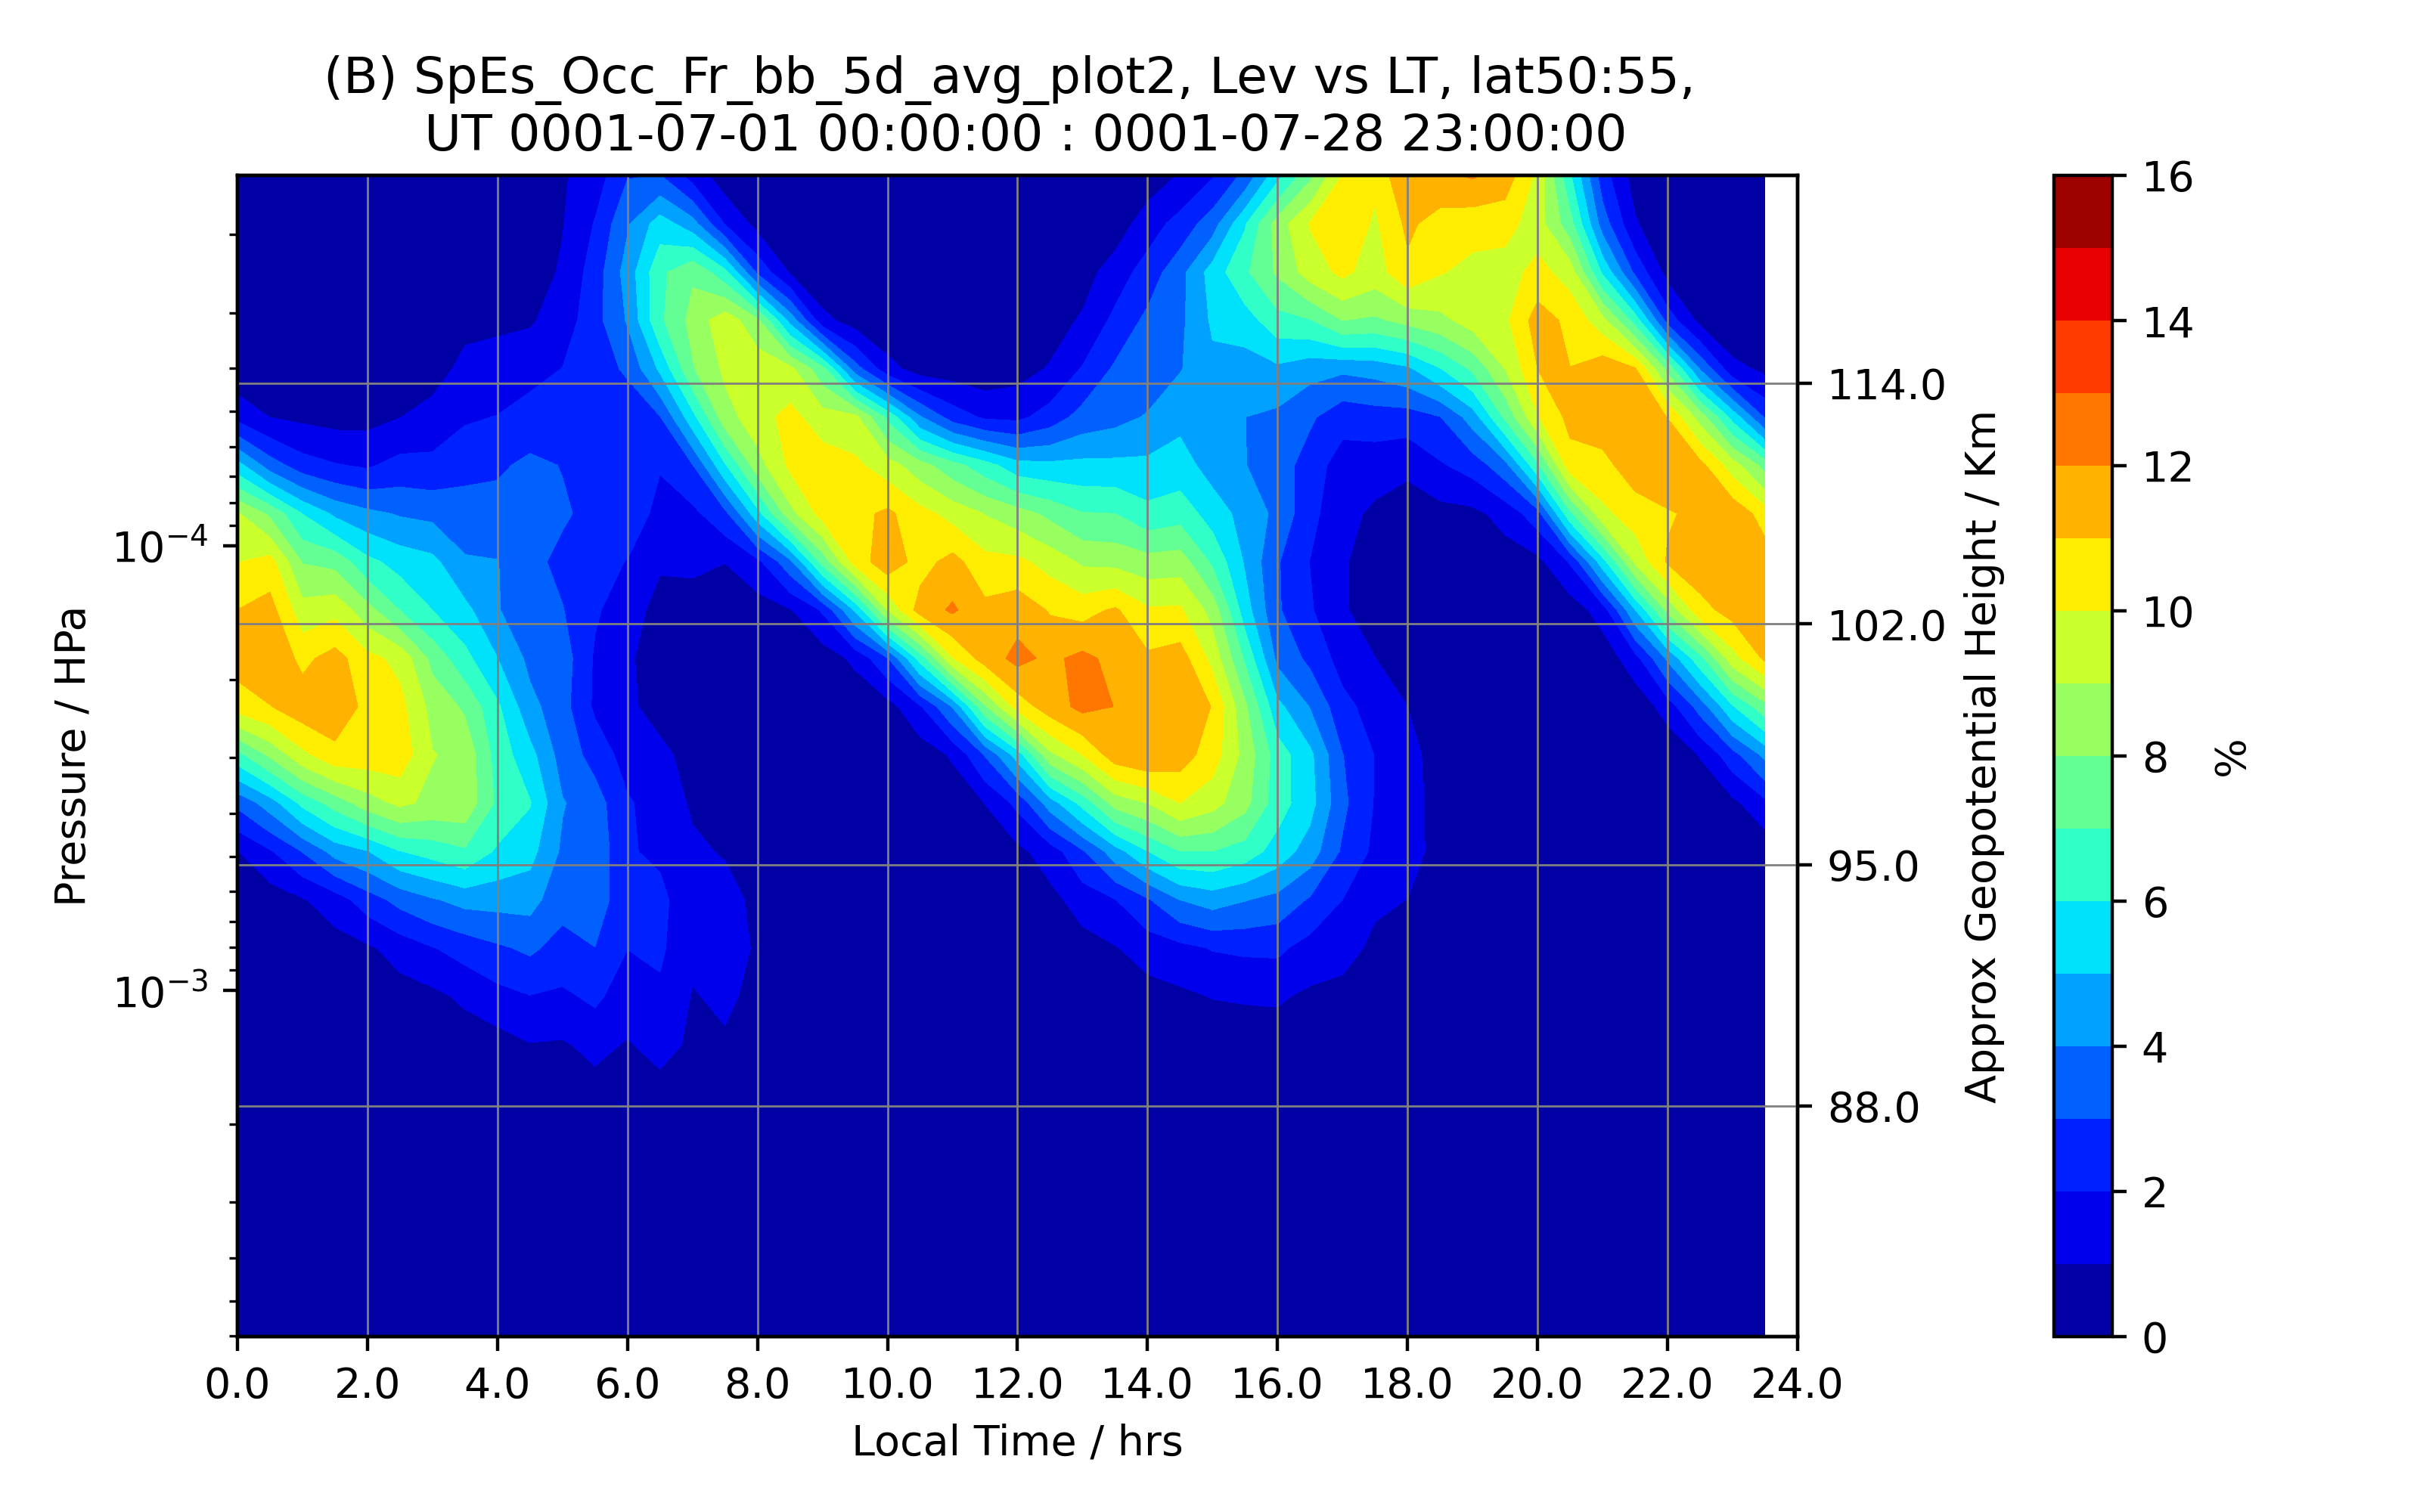 (B) SpEs_Occ_Fr_bb_5d_avg_plot2, Lev vs LT, lat50:55,
UT 0001-07-01 00:00:00 : 0001-07-28 23:00:00
Pressure / HPa
10⁻⁴
10⁻³
0.0 2.0 4.0 6.0 8.0 10.0 12.0 14.0 16.0 18.0 20.0 22.0 24.0
Local Time / hrs
114.0
102.0
95.0
88.0
Approx Geopotential Height / Km
16
14
12
10
8
6
4
2
0
%